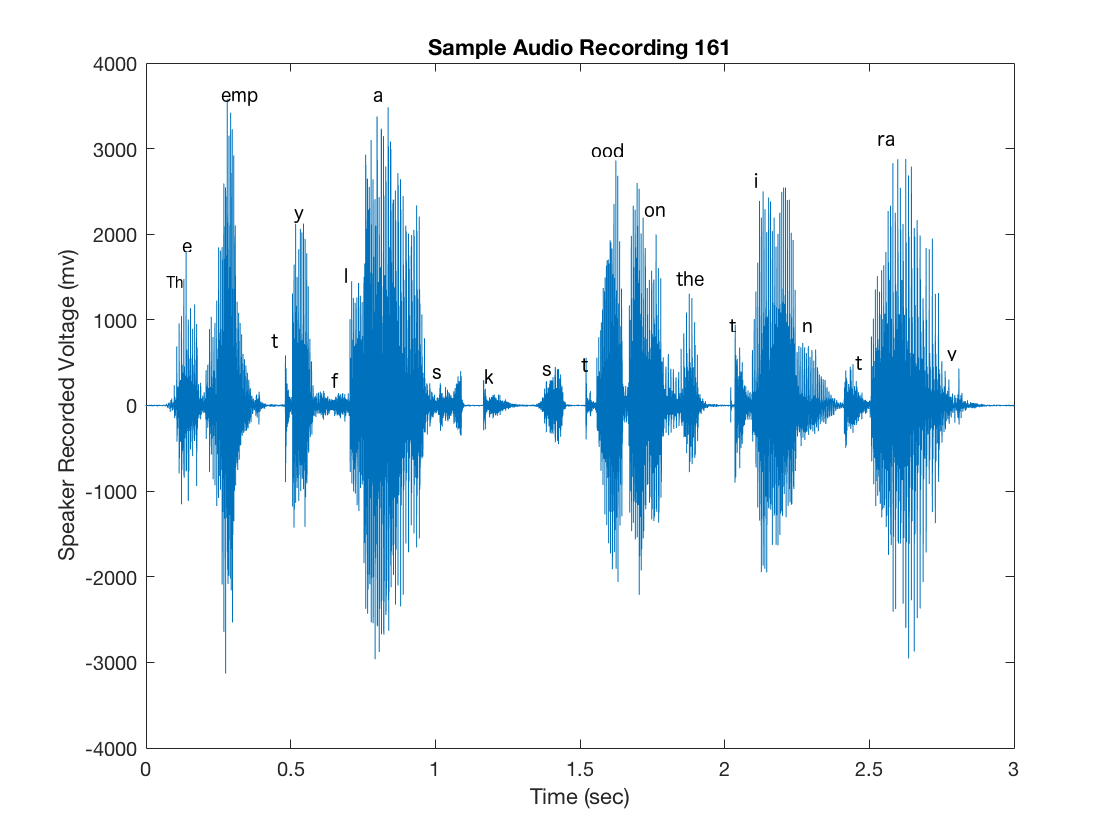 Sample Audio Recording 161
Speaker Recorded Voltage (mv)
4000
3000
2000
1000
0
-1000
-2000
-3000
-4000
Th e emp t y f l a s k s t ood on the t i n t ra y
0 0.5 1 1.5 2 2.5 3
Time (sec)